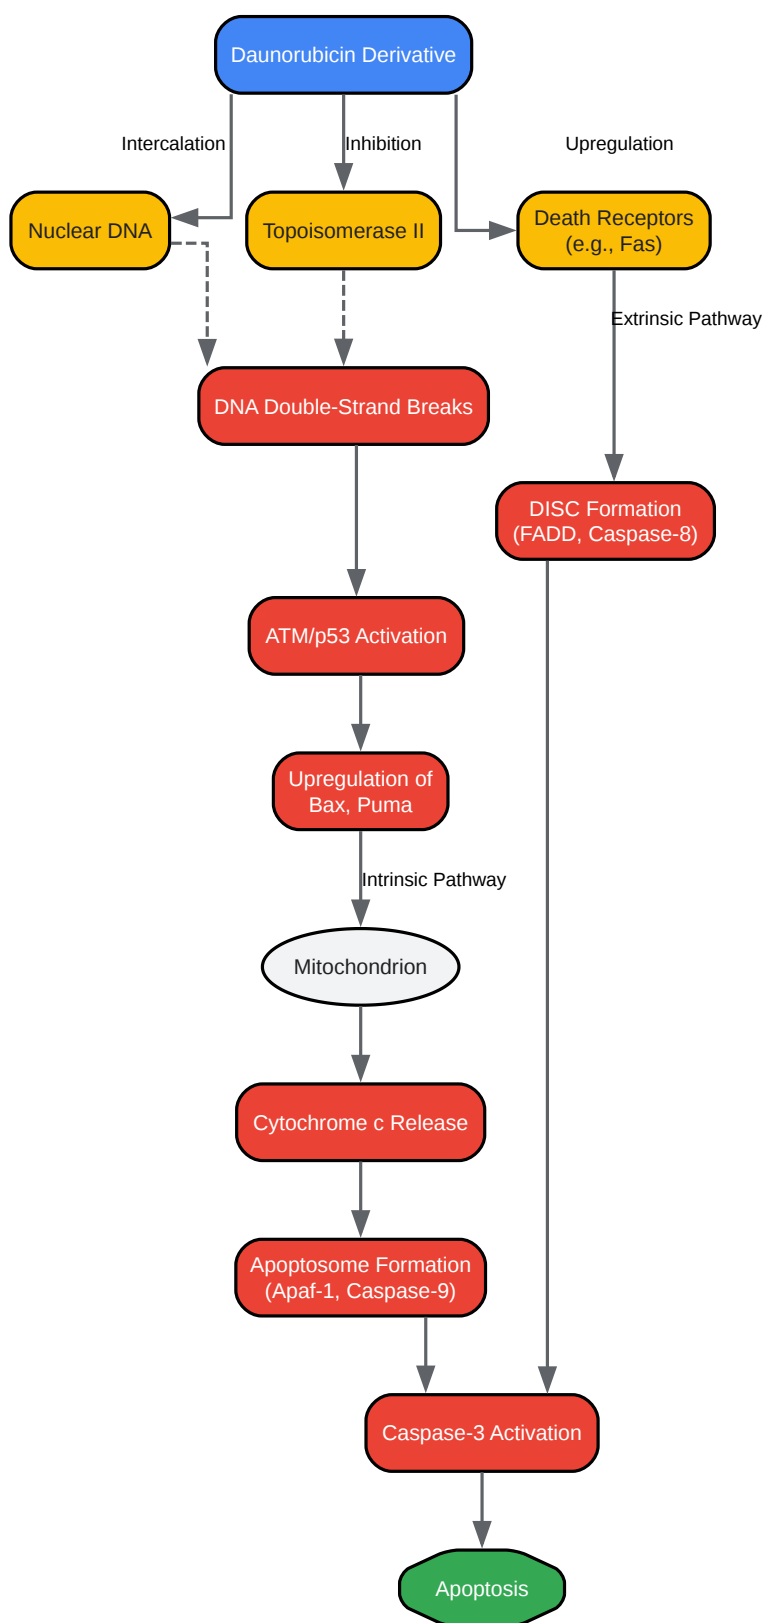 Daunorubicin Derivative
Intercalation
Inhibition
Upregulation
Nuclear DNA
Topoisomerase II
Death Receptors
(e.g., Fas)
Extrinsic Pathway
DNA Double-Strand Breaks
DISC Formation
(FADD, Caspase-8)
ATM/p53 Activation
Upregulation of
Bax, Puma
Intrinsic Pathway
Mitochondrion
Cytochrome c Release
Apoptosome Formation
(Apaf-1, Caspase-9)
Caspase-3 Activation
Apoptosis